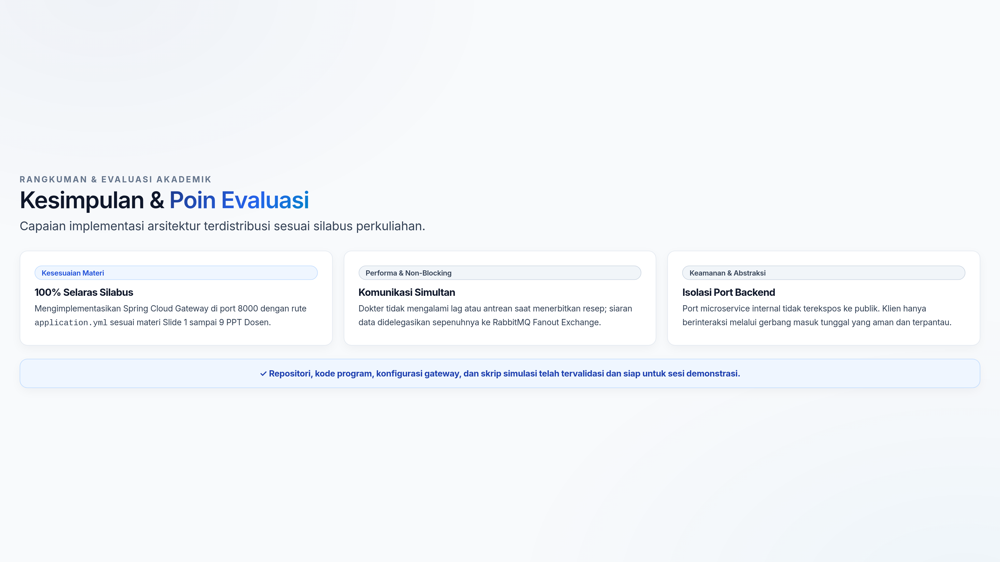 RANGKUMAN & EVALUASI AKADEMIK
Kesimpulan & Poin Evaluasi
Capaian implementasi arsitektur terdistribusi sesuai silabus perkuliahan.
Kesesuaian Materi
100% Selaras Silabus
Mengimplementasikan Spring Cloud Gateway di port 8000 dengan rute
application.yml sesuai materi Slide 1 sampai 9 PPT Dosen.
Performa & Non-Blocking
Komunikasi Simultan
Dokter tidak mengalami lag atau antrean saat menerbitkan resep; siaran
data didelegasikan sepenuhnya ke RabbitMQ Fanout Exchange.
Keamanan & Abstraksi
Isolasi Port Backend
Port microservice internal tidak terekspos ke publik. Klien hanya
berinteraksi melalui gerbang masuk tunggal yang aman dan terpantau.
✓ Repositori, kode program, konfigurasi gateway, dan skrip simulasi telah tervalidasi dan siap untuk sesi demonstrasi.